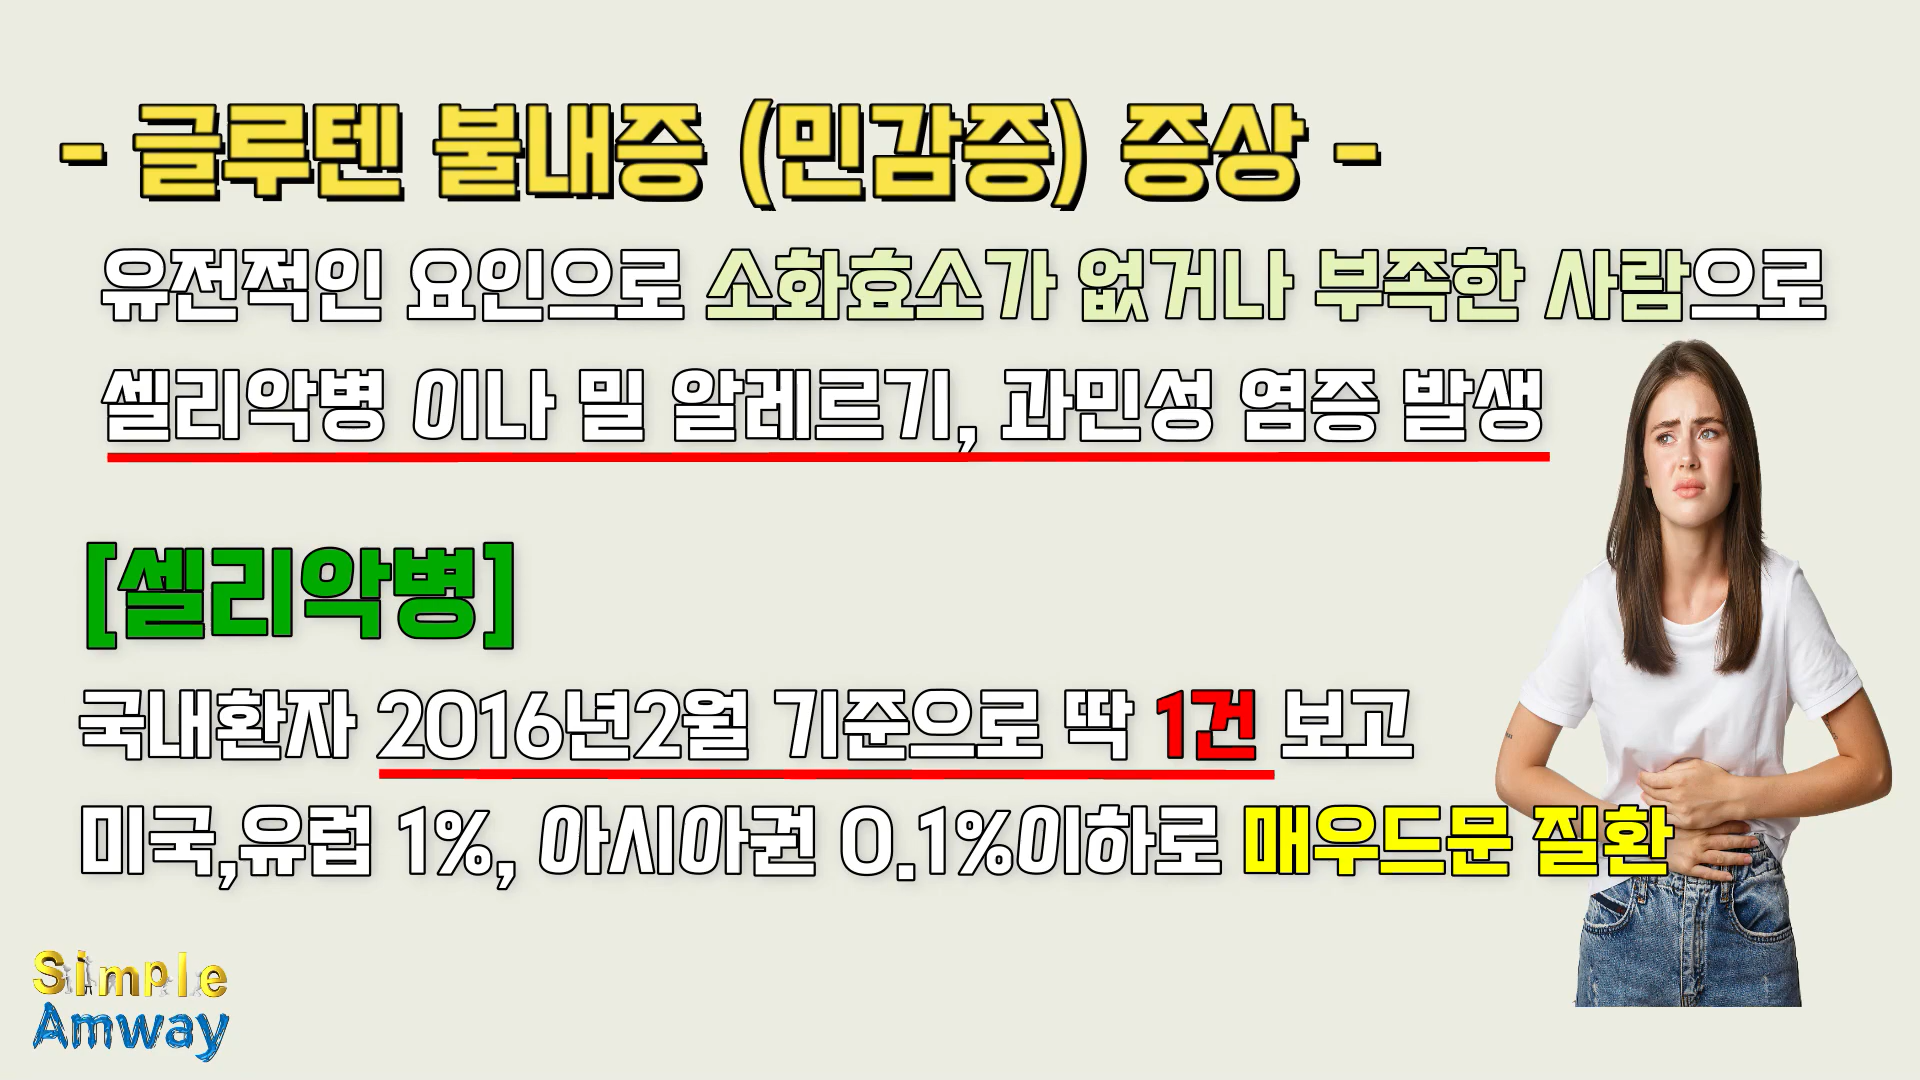 - 글루텐 불내증 (민감증) 증상 -
유전적인 요인으로 소화효소가 없거나 부족한 사람으로
셀리악병 이나 밀 알레르기, 과민성 염증 발생
[셀리악병]
국내환자 2016년2월 기준으로 딱 1건 보고
미국,유럽 1%, 아시아권 0.1%이하로 매우드문 질환
Simple
Amway